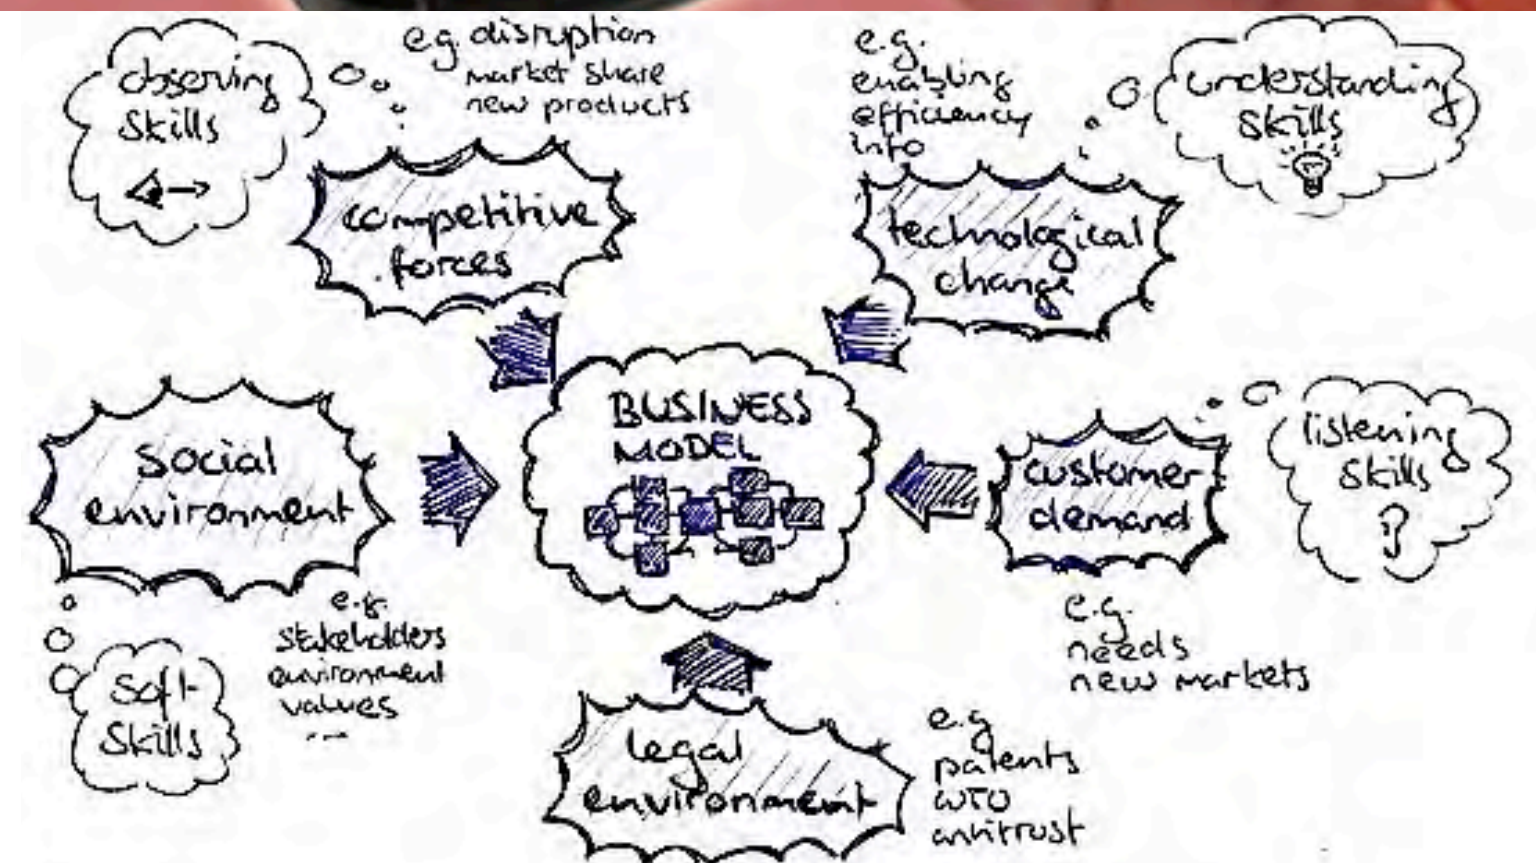 observing
skills
e.g. disruption
market share
new products
competitive
forces
e.g.
enabling
efficiency
info
understanding
skills
technological
change
BUSINESS
MODEL
social
environment
e.g.
stakeholders
environment
values
...
soft
skills
customer
demand
listening
skills
e.g.
needs
new markets
legal
environment
e.g
patents
WTO
antitrust